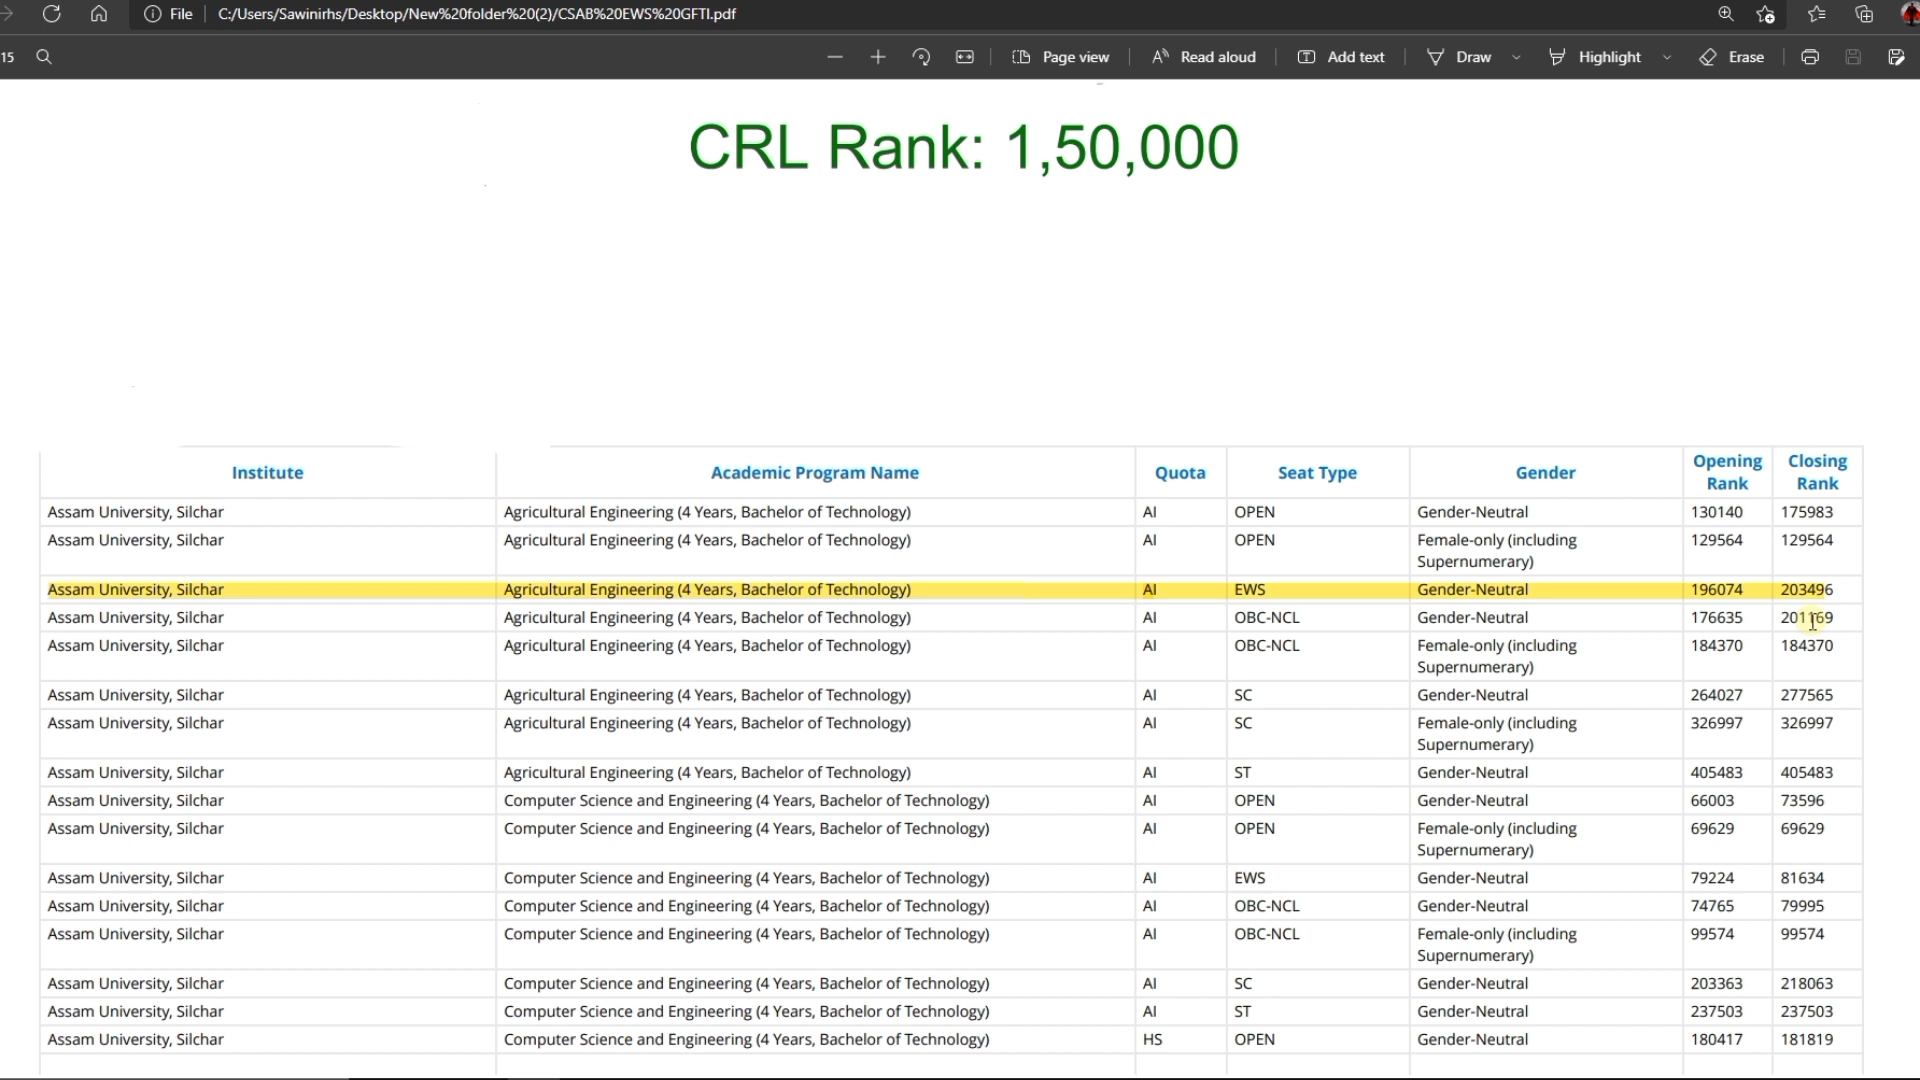 File C:/Users/Sawinirhs/Desktop/New%20folder%20(2)/CSAB%20EWS%20GFTI.pdf
15 Page view Read aloud Add text Draw Highlight Erase
CRL Rank: 1,50,000
Institute Academic Program Name Quota Seat Type Gender Opening Rank Closing Rank
Assam University, Silchar Agricultural Engineering (4 Years, Bachelor of Technology) AI OPEN Gender-Neutral 130140 175983
Assam University, Silchar Agricultural Engineering (4 Years, Bachelor of Technology) AI OPEN Female-only (including Supernumerary) 129564 129564
Assam University, Silchar Agricultural Engineering (4 Years, Bachelor of Technology) AI EWS Gender-Neutral 196074 203496
Assam University, Silchar Agricultural Engineering (4 Years, Bachelor of Technology) AI OBC-NCL Gender-Neutral 176635 201169
Assam University, Silchar Agricultural Engineering (4 Years, Bachelor of Technology) AI OBC-NCL Female-only (including Supernumerary) 184370 184370
Assam University, Silchar Agricultural Engineering (4 Years, Bachelor of Technology) AI SC Gender-Neutral 264027 277565
Assam University, Silchar Agricultural Engineering (4 Years, Bachelor of Technology) AI SC Female-only (including Supernumerary) 326997 326997
Assam University, Silchar Agricultural Engineering (4 Years, Bachelor of Technology) AI ST Gender-Neutral 405483 405483
Assam University, Silchar Computer Science and Engineering (4 Years, Bachelor of Technology) AI OPEN Gender-Neutral 66003 73596
Assam University, Silchar Computer Science and Engineering (4 Years, Bachelor of Technology) AI OPEN Female-only (including Supernumerary) 69629 69629
Assam University, Silchar Computer Science and Engineering (4 Years, Bachelor of Technology) AI EWS Gender-Neutral 79224 81634
Assam University, Silchar Computer Science and Engineering (4 Years, Bachelor of Technology) AI OBC-NCL Gender-Neutral 74765 79995
Assam University, Silchar Computer Science and Engineering (4 Years, Bachelor of Technology) AI OBC-NCL Female-only (including Supernumerary) 99574 99574
Assam University, Silchar Computer Science and Engineering (4 Years, Bachelor of Technology) AI SC Gender-Neutral 203363 218063
Assam University, Silchar Computer Science and Engineering (4 Years, Bachelor of Technology) AI ST Gender-Neutral 237503 237503
Assam University, Silchar Computer Science and Engineering (4 Years, Bachelor of Technology) HS OPEN Gender-Neutral 180417 181819